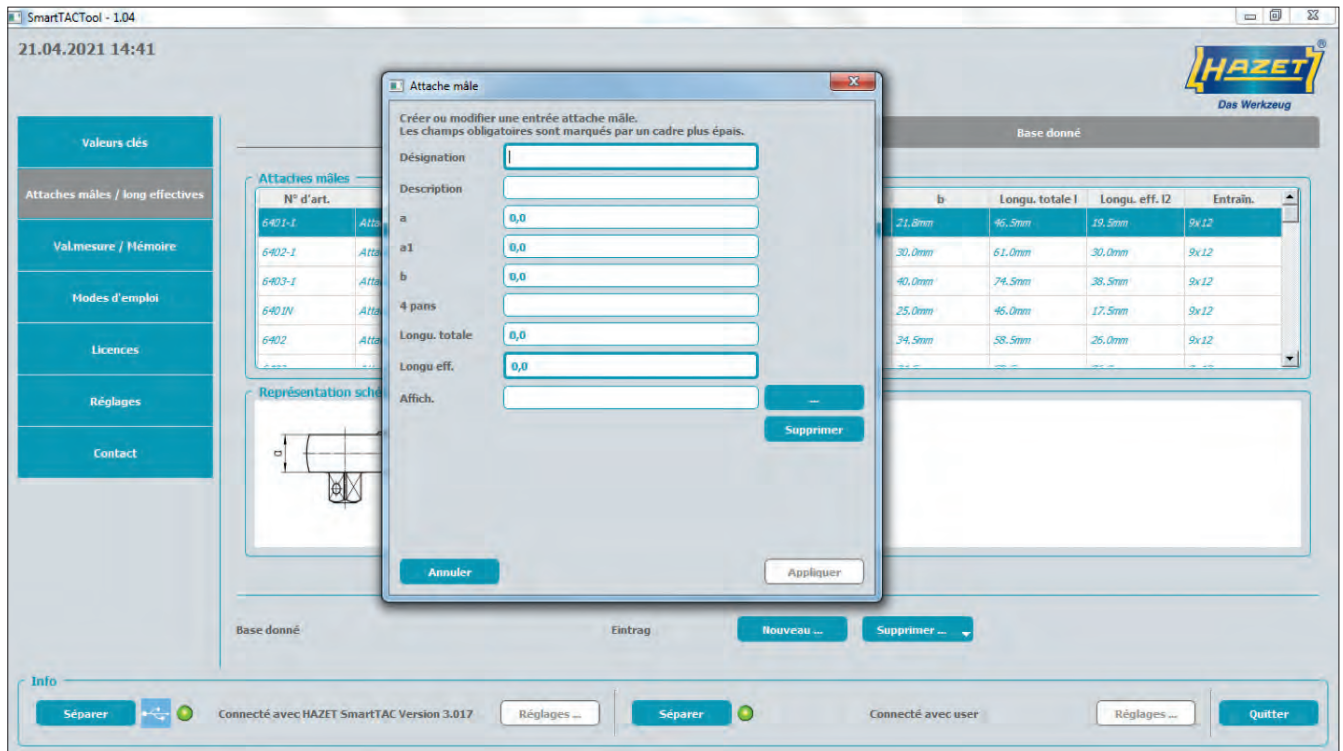 SmartTACTool - 1.04
21.04.2021 14:41
HAZET
®
Das Werkzeug
Valeurs clés
Attaches mâles / long effectives
Val.mesure / Mémoire
Modes d'emploi
Licences
Réglages
Contact
Base donné
Attaches mâles
N° d'art. b Longu. totale l Longu. eff. l2 Entraîn.
6401-1 21.8mm 46.5mm 19.5mm 9x12
6402-1 30.0mm 61.0mm 30.0mm 9x12
6403-1 40.0mm 74.5mm 38.5mm 9x12
6401N 25.0mm 46.0mm 17.5mm 9x12
6402 34.5mm 58.5mm 26.0mm 9x12
Représentation
a
Attache mâle
Créer ou modifier une entrée attache mâle.
Les champs obligatoires sont marqués par un cadre plus épais.
Désignation
Description
a 0,0
a1 0,0
b 0,0
4 pans
Longu. totale 0,0
Longu eff. 0,0
Affich. ...
Supprimer
Annuler Appliquer
Base donné Eintrag Nouveau ... Supprimer ...
Info
Séparer Connecté avec HAZET SmartTAC Version 3.017 Réglages ... Séparer Connecté avec user Réglages ... Quitter